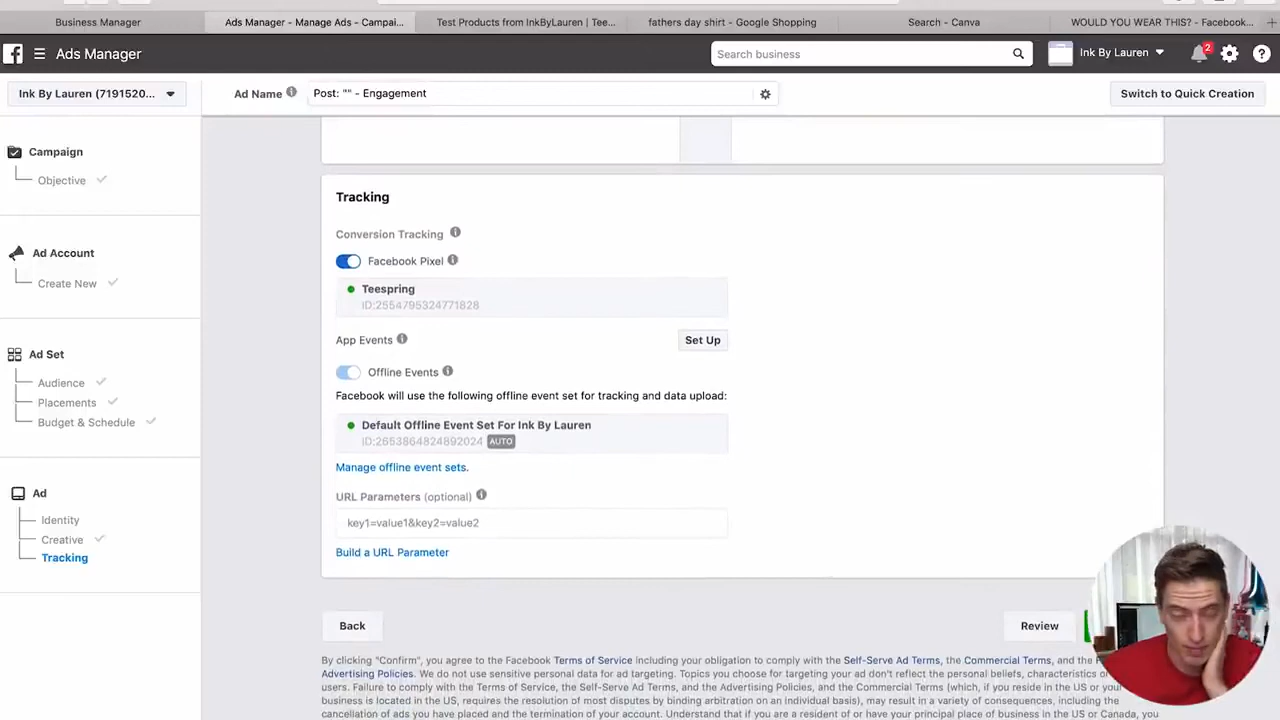 Business Manager
Ads Manager - Manage Ads - Campai...
Test Products from InkByLauren | Tee...
fathers day shirt - Google Shopping
Search - Canva
WOULD YOU WEAR THIS? - Facebook...
Ads Manager
Search business
Ink By Lauren
2
Ink By Lauren (7191520...
Ad Name
Post: "" - Engagement
Switch to Quick Creation
Campaign
Objective
Ad Account
Create New
Ad Set
Audience
Placements
Budget & Schedule
Ad
Identity
Creative
Tracking
Tracking
Conversion Tracking
Facebook Pixel
Teespring
ID:2554795324771828
App Events
Set Up
Offline Events
Facebook will use the following offline event set for tracking and data upload:
Default Offline Event Set For Ink By Lauren
ID:2653864824892024 AUTO
Manage offline event sets.
URL Parameters (optional)
key1=value1&key2=value2
Build a URL Parameter
Back
Review
By clicking "Confirm", you agree to the Facebook Terms of Service including your obligation to comply with the Self-Serve Ad Terms, the Commercial Terms, and the
Advertising Policies. We do not use sensitive personal data for ad targeting. Topics you choose for targeting your ad don't reflect the personal beliefs, characteristics
users. Failure to comply with the Terms of Service, the Self-Serve Ad Terms, and the Advertising Policies, and the Commercial Terms (which, if you reside in the US or your
business is located in the US, requires the resolution of most disputes by binding arbitration on an individual basis), may result in a variety of consequences, including the
cancellation of ads you have placed and the termination of your account. Understand that if you are a resident of or have your principal place of business in the US or Canada, you